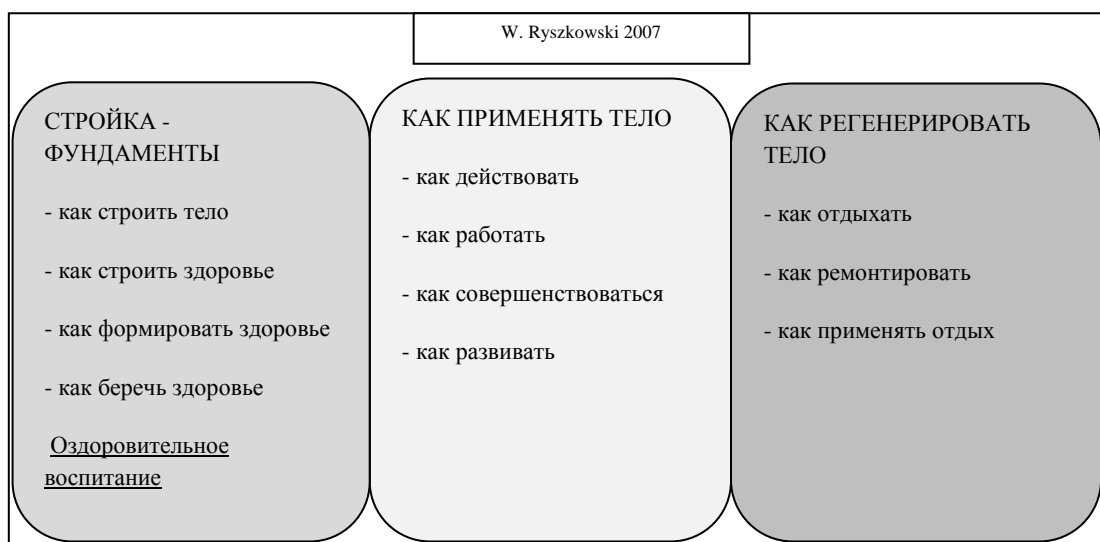 W. Ryszkowski 2007
СТРОЙКА -
ФУНДАМЕНТЫ
- как строить тело
- как строить здоровье
- как формировать здоровье
- как беречь здоровье
Оздоровительное
воспитание
КАК ПРИМЕНЯТЬ ТЕЛО
- как действовать
- как работать
- как совершенствоваться
- как развивать
КАК РЕГЕНЕРИРОВАТЬ
ТЕЛО
- как отдыхать
- как ремонтировать
- как применять отдых